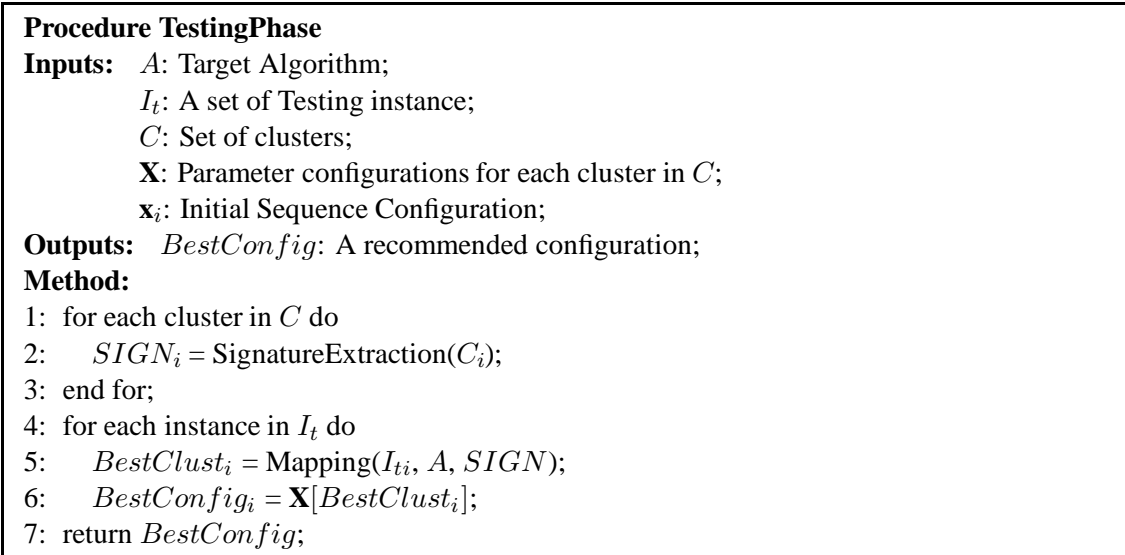 Procedure TestingPhase
Inputs: A: Target Algorithm;
I_t: A set of Testing instance;
C: Set of clusters;
X: Parameter configurations for each cluster in C;
x_i: Initial Sequence Configuration;
Outputs: BestConfig: A recommended configuration;
Method:
1: for each cluster in C do
2: SIGN_i = SignatureExtraction(C_i);
3: end for;
4: for each instance in I_t do
5: BestClust_i = Mapping(I_{ti}, A, SIGN);
6: BestConfig_i = X[BestClust_i];
7: return BestConfig;